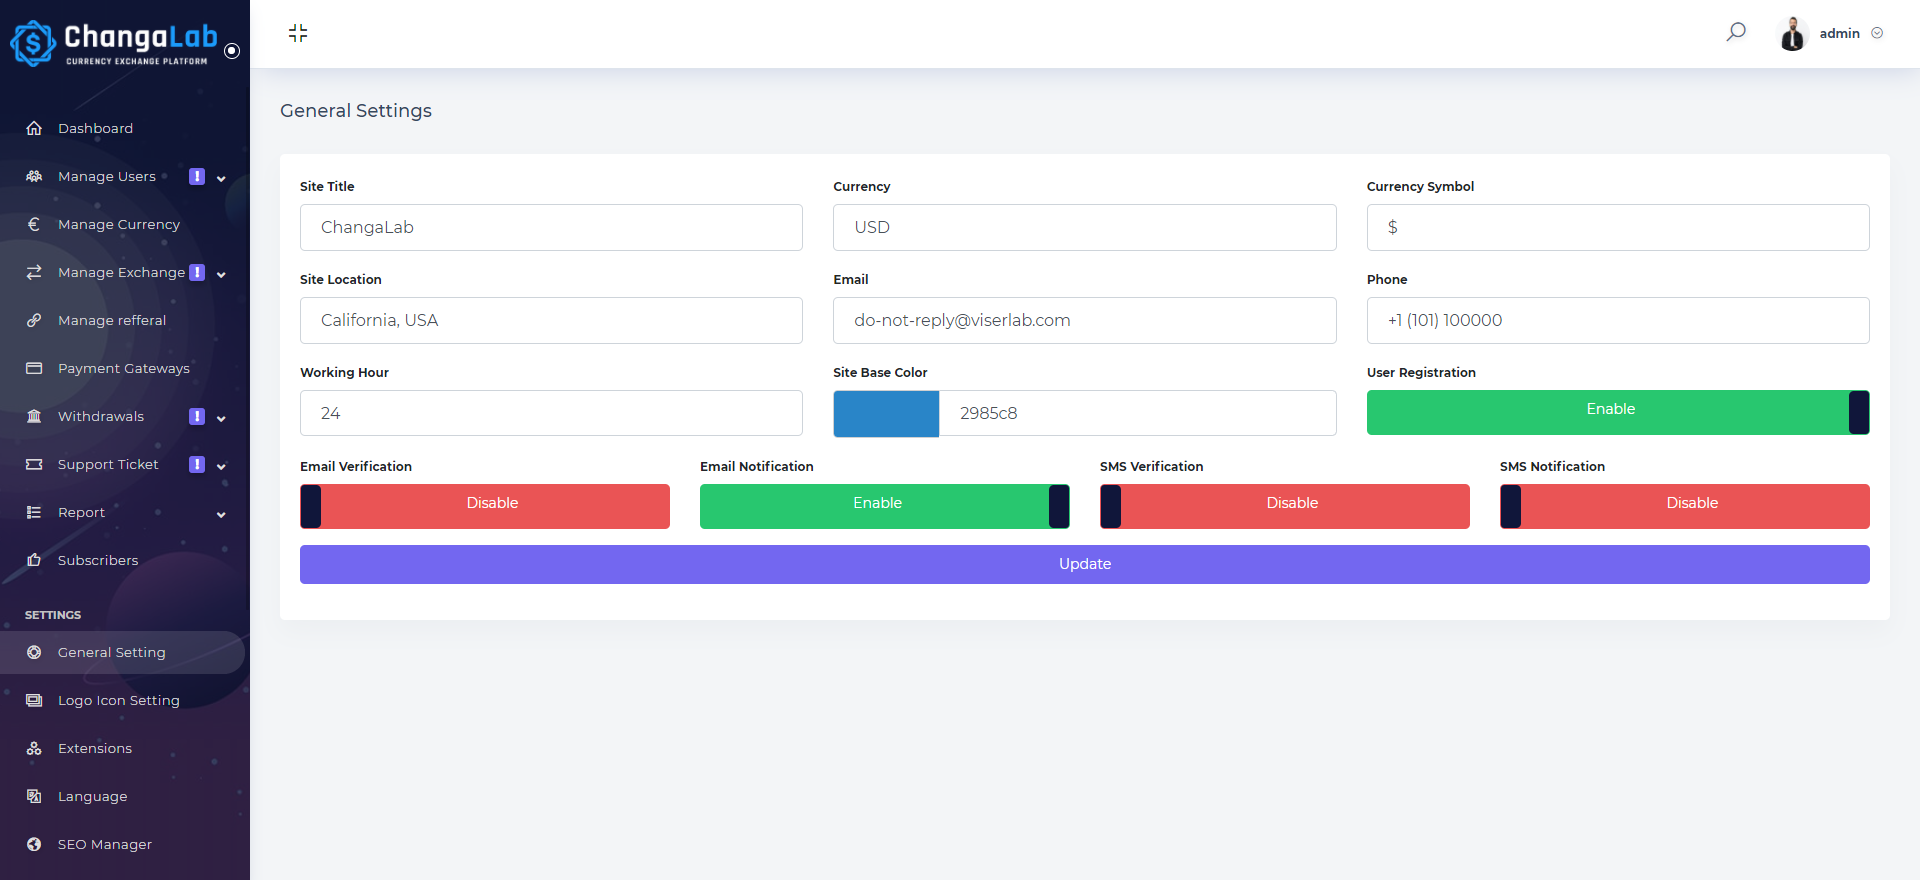 ChangaLab
CURRENCY EXCHANGE PLATFORM
admin
Dashboard
Manage Users !
Manage Currency
Manage Exchange !
Manage refferal
Payment Gateways
Withdrawals !
Support Ticket !
Report
Subscribers
SETTINGS
General Setting
Logo Icon Setting
Extensions
Language
SEO Manager
General Settings
Site Title
ChangaLab
Currency
USD
Currency Symbol
$
Site Location
California, USA
Email
do-not-reply@viserlab.com
Phone
+1 (101) 100000
Working Hour
24
Site Base Color
2985c8
User Registration
Enable
Email Verification
Disable
Email Notification
Enable
SMS Verification
Disable
SMS Notification
Disable
Update